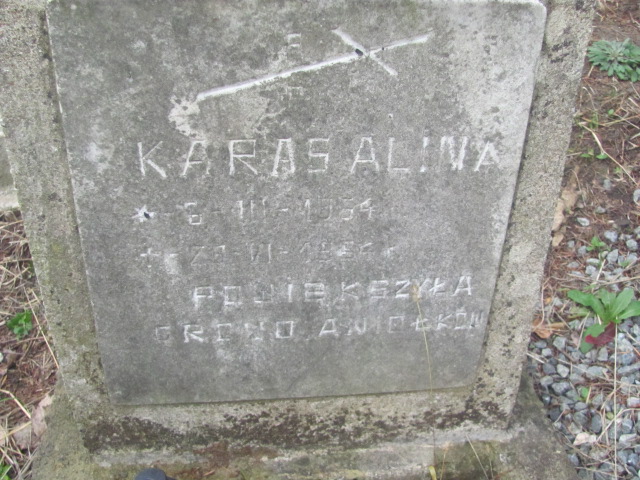 KARAS ALINA
* 6-III-1954
POWIĘKSZYŁA
GRONO ANIOŁKÓW